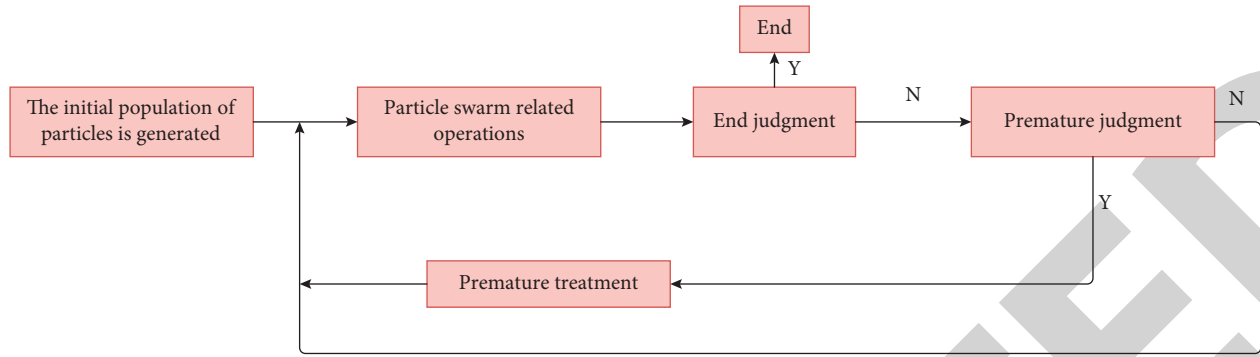 End
Y
The initial population of
particles is generated
Particle swarm related
operations
End judgment
N
Premature judgment
N
Y
Premature treatment